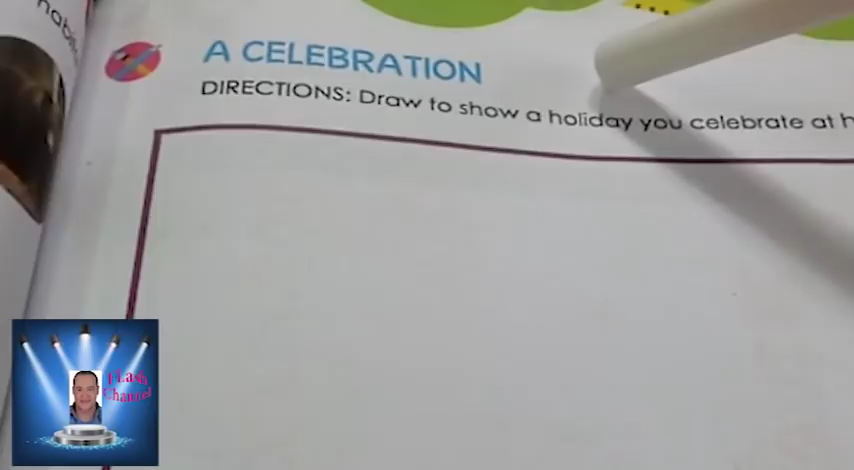 A CELEBRATION
DIRECTIONS: Draw to show a holiday you celebrate at
Flash
Channel